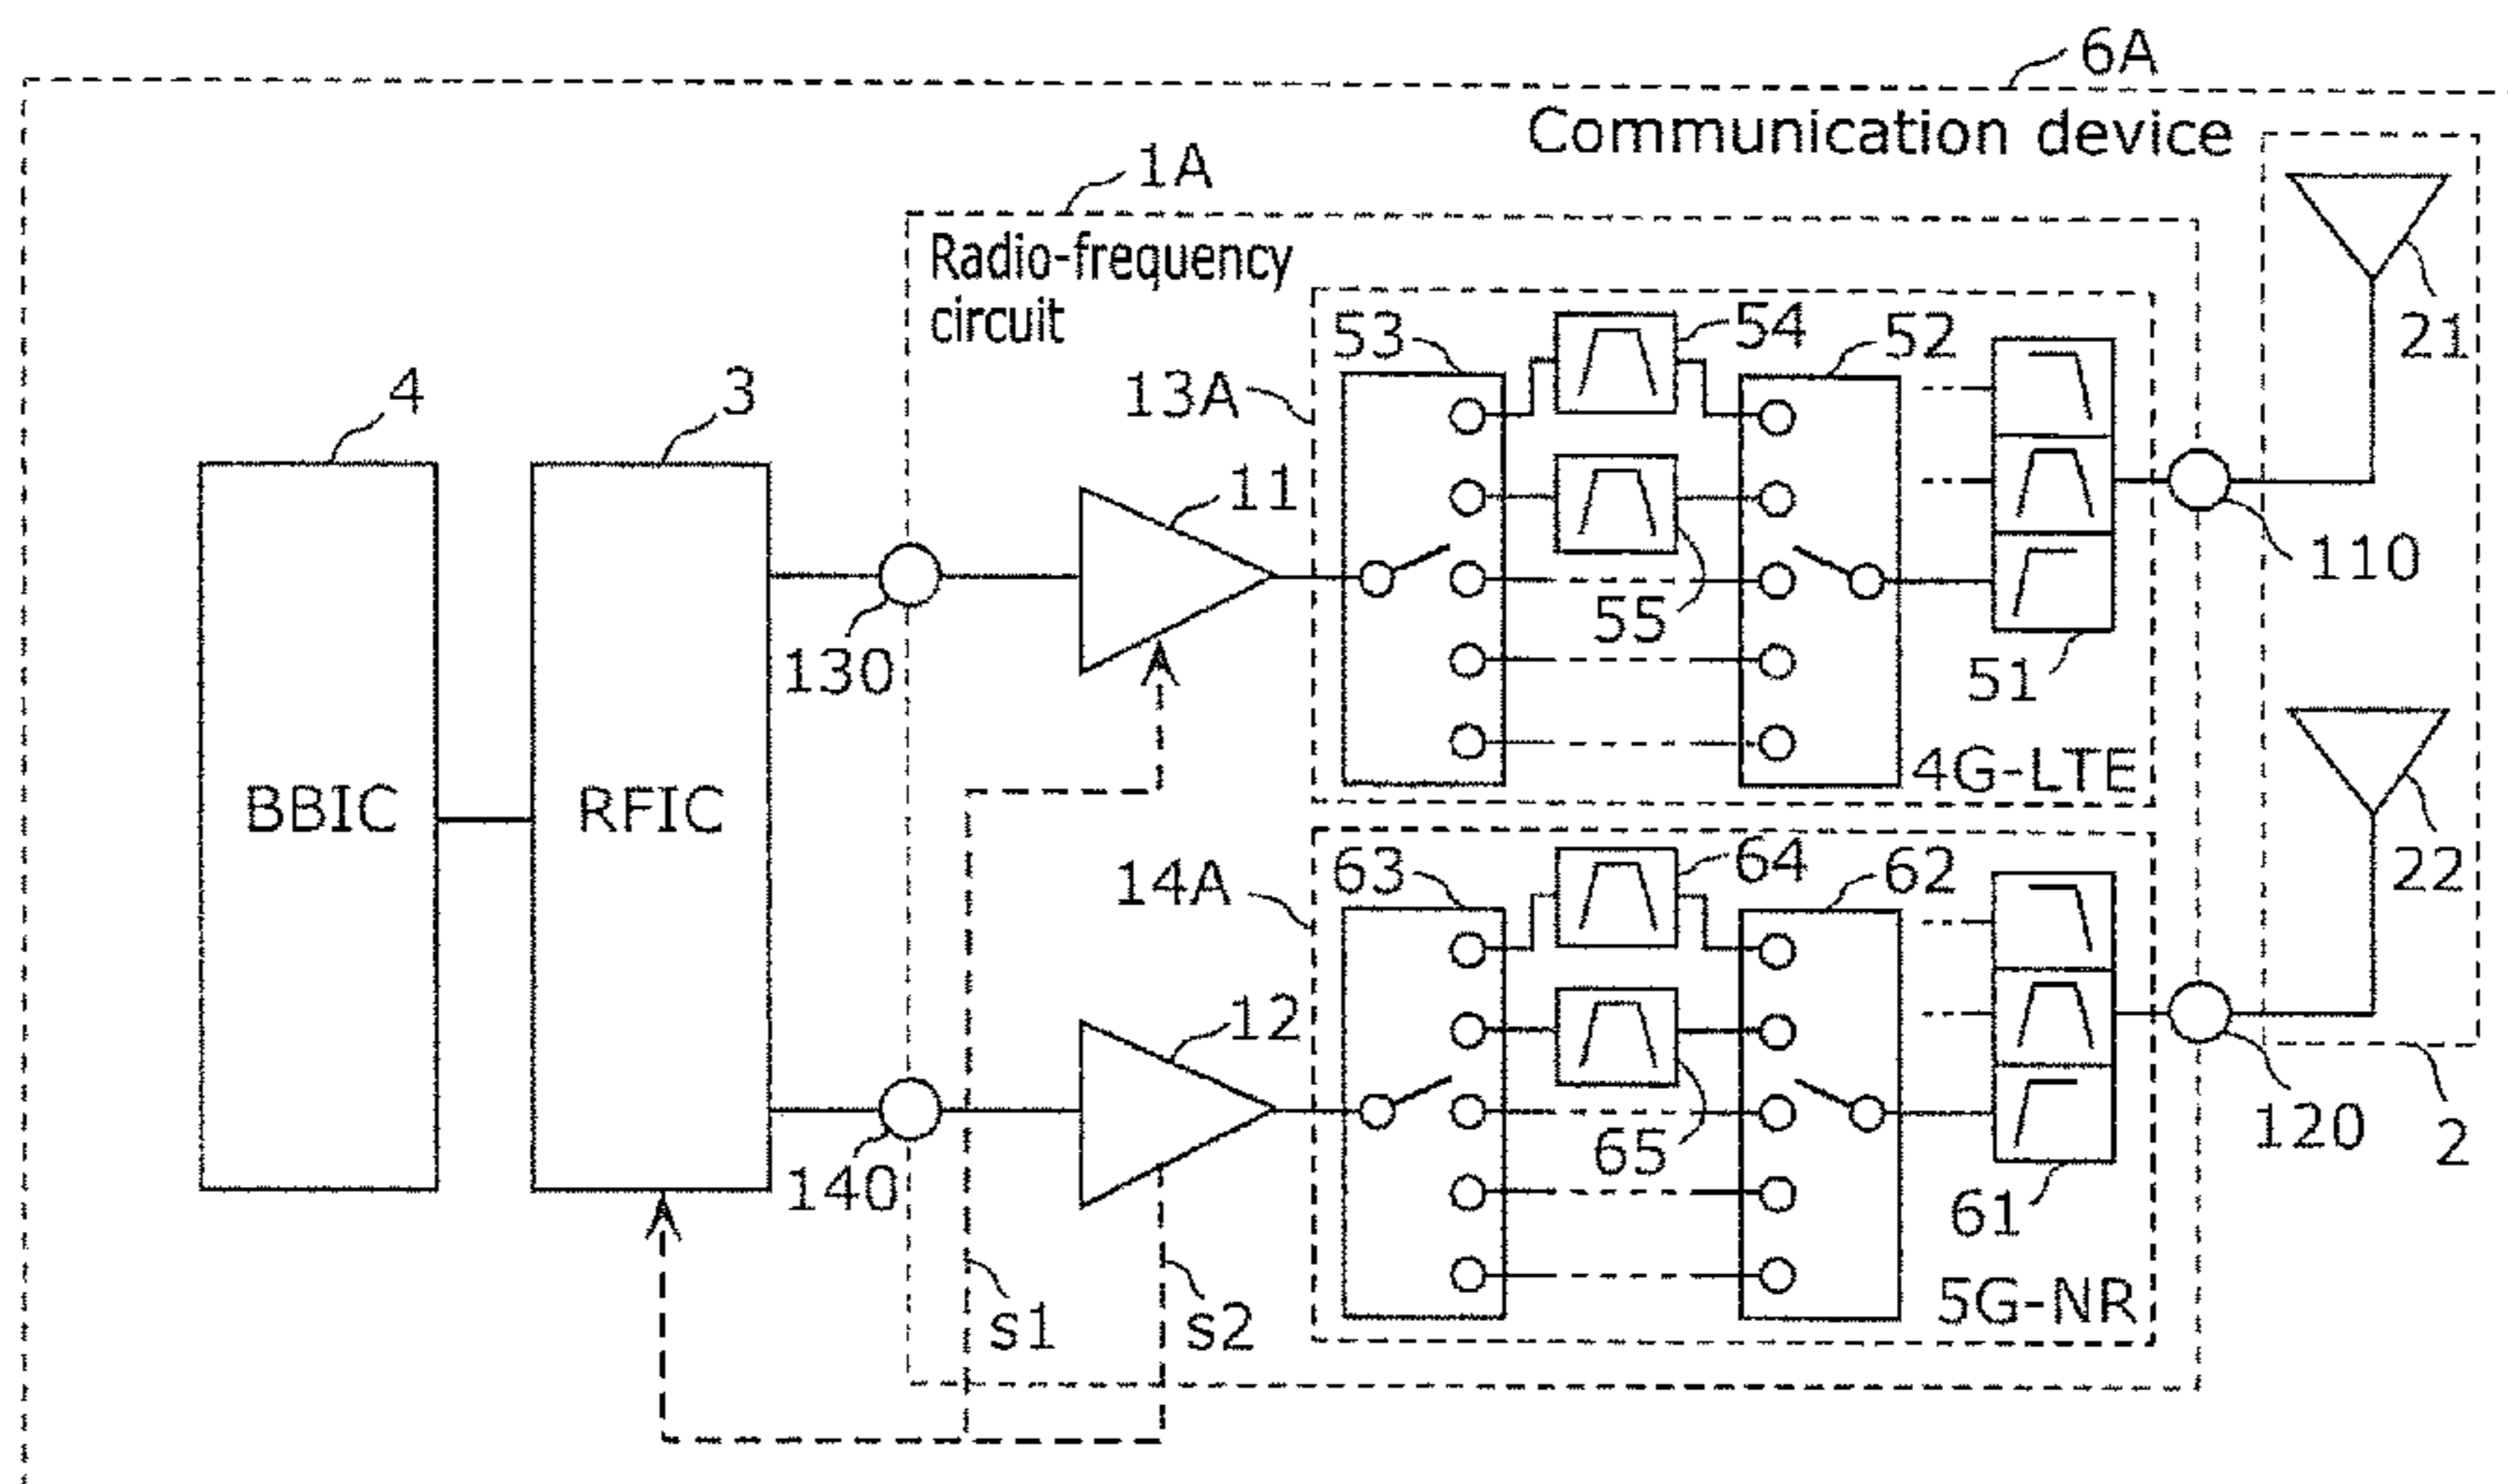 6A
Communication device
1A
Radio-frequency
circuit
53
54
52
21
13A
4
3
11
110
55
130
51
BBIC
RFIC
4G-LTE
14A
63
64
62
22
12
120
2
65
140
61
s1
s2
5G-NR